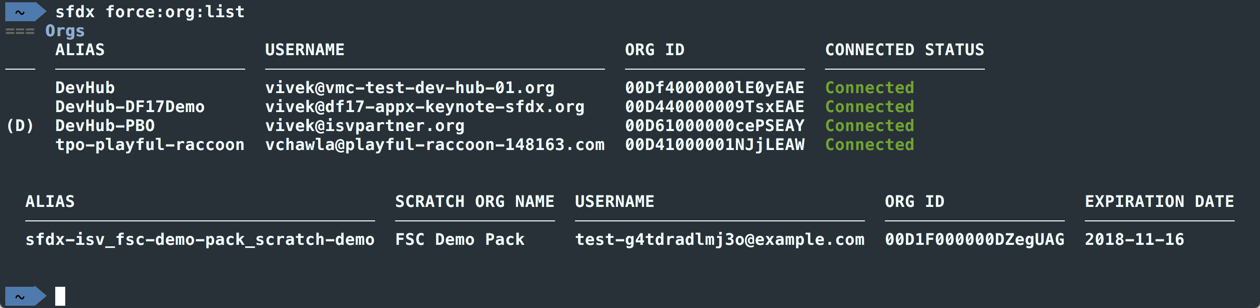 ~ sfdx force:org:list
=== Orgs
ALIAS USERNAME ORG ID CONNECTED STATUS
DevHub vivek@vmc-test-dev-hub-01.org 00Df4000000lE0yEAE Connected
DevHub-DF17Demo vivek@df17-appx-keynote-sfdx.org 00D440000009TsxEAE Connected
(D) DevHub-PBO vivek@isvpartner.org 00D61000000cePSEAY Connected
tpo-playful-raccoon vchawla@playful-raccoon-148163.com 00D41000001NJjLEAW Connected
ALIAS SCRATCH ORG NAME USERNAME ORG ID EXPIRATION DATE
sfdx-isv_fsc-demo-pack_scratch-demo FSC Demo Pack test-g4tdradlmj3o@example.com 00D1F000000DZegUAG 2018-11-16
~